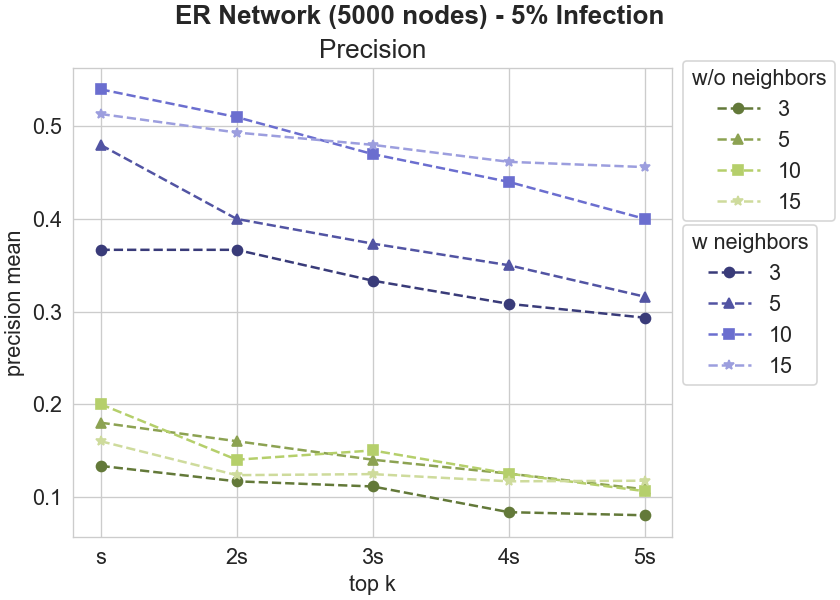 ER Network (5000 nodes) - 5% Infection
Precision
w/o neighbors
3
5
10
15
w neighbors
3
5
10
15
precision mean
0.5
0.4
0.3
0.2
0.1
s 2s 3s 4s 5s
top k